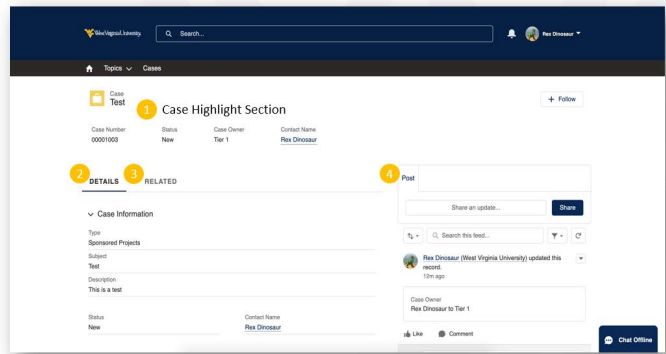 West Virginia University
Search...
Rex Dinosaur
Topics
Cases
Case
Test
1
Case Highlight Section
+ Follow
Case Number
Status
Case Owner
Contact Name
00001003
New
Tier 1
Rex Dinosaur
2
DETAILS
3
RELATED
4
Post
Share an update...
Share
Case Information
Type
Sponsored Projects
Subject
Test
Description
This is a test
Status
Contact Name
New
Rex Dinosaur
Search this feed...
Rex Dinosaur (West Virginia University) updated this
record.
12m ago
Case Owner
Rex Dinosaur to Tier 1
Like
Comment
Chat Offline